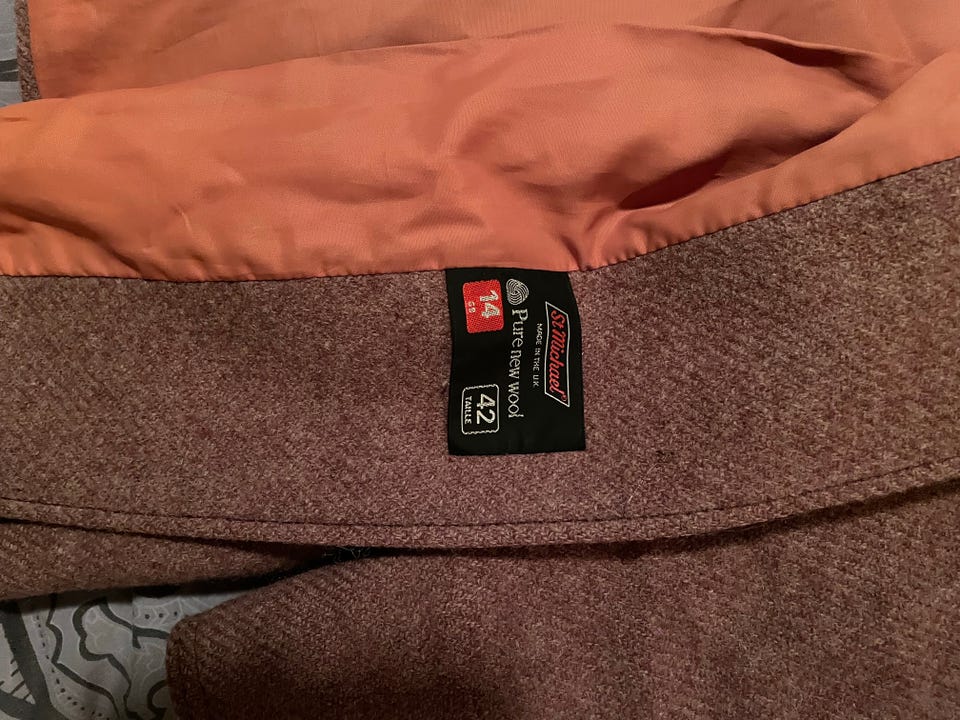 St Michael®
MADE IN THE U.K.
Pure new wool
14
GB
42
TAILLE